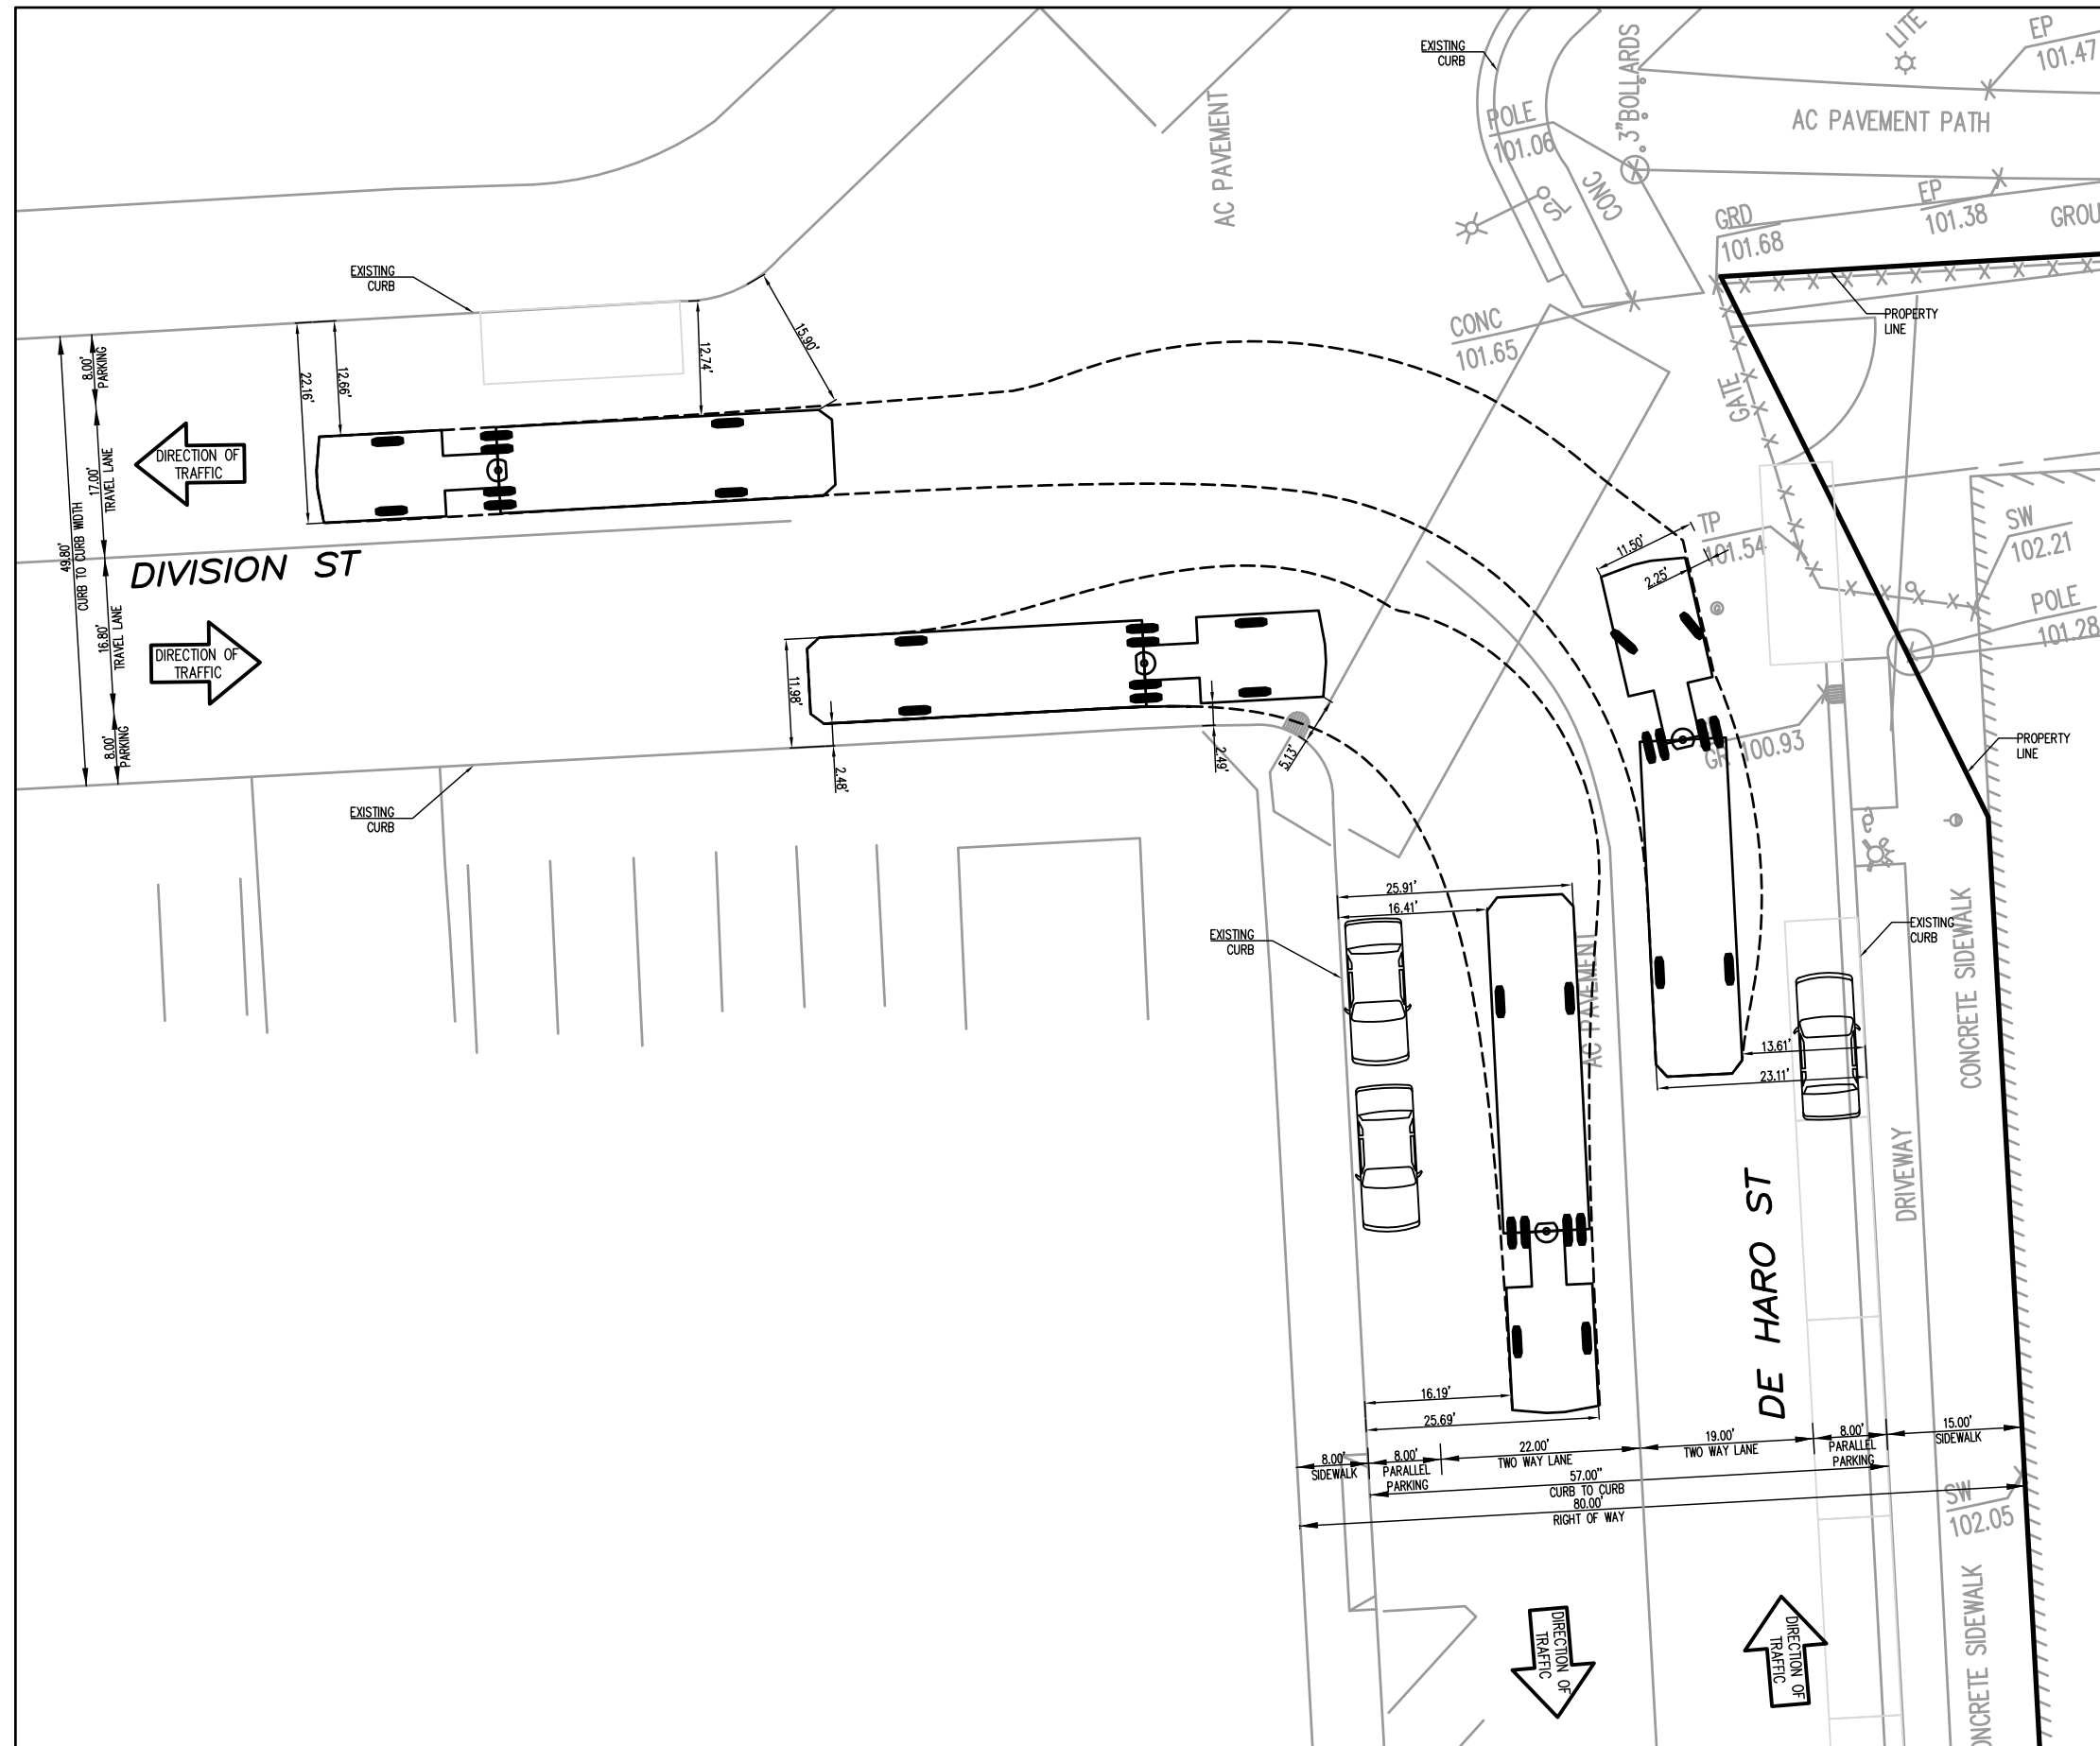 EXISTING
CURB
3"BOLLARDS
LITE
EP
101.47
AC PAVEMENT
POLE
101.06
AC PAVEMENT PATH
SL
CONC
GRD
101.68
EP
101.38
GROU
EXISTING
CURB
CONC
101.65
PROPERTY
LINE
8.00'
PARKING
22.16'
12.66'
12.74'
15.90'
GATE
DIRECTION OF
TRAFFIC
17.00'
TRAVEL LANE
49.80'
CURB TO CURB WIDTH
11.50'
TP
101.54
2.25'
SW
102.21
DIVISION ST
POLE
101.28
16.80'
TRAVEL LANE
DIRECTION OF
TRAFFIC
11.98'
8.00'
PARKING
2.48'
2.49'
5.13'
GR 100.93
PROPERTY
LINE
EXISTING
CURB
25.91'
16.41'
EXISTING
CURB
AC PAVEMENT
EXISTING
CURB
CONCRETE SIDEWALK
13.61'
23.11'
DRIVEWAY
DE HARO ST
16.19'
25.69'
8.00'
SIDEWALK
8.00'
PARALLEL
PARKING
22.00'
TWO WAY LANE
19.00'
TWO WAY LANE
8.00'
PARALLEL
PARKING
15.00'
SIDEWALK
57.00"
CURB TO CURB
80.00'
RIGHT OF WAY
SW
102.05
DIRECTION OF
TRAFFIC
DIRECTION OF
TRAFFIC
ONCRETE SIDEWALK